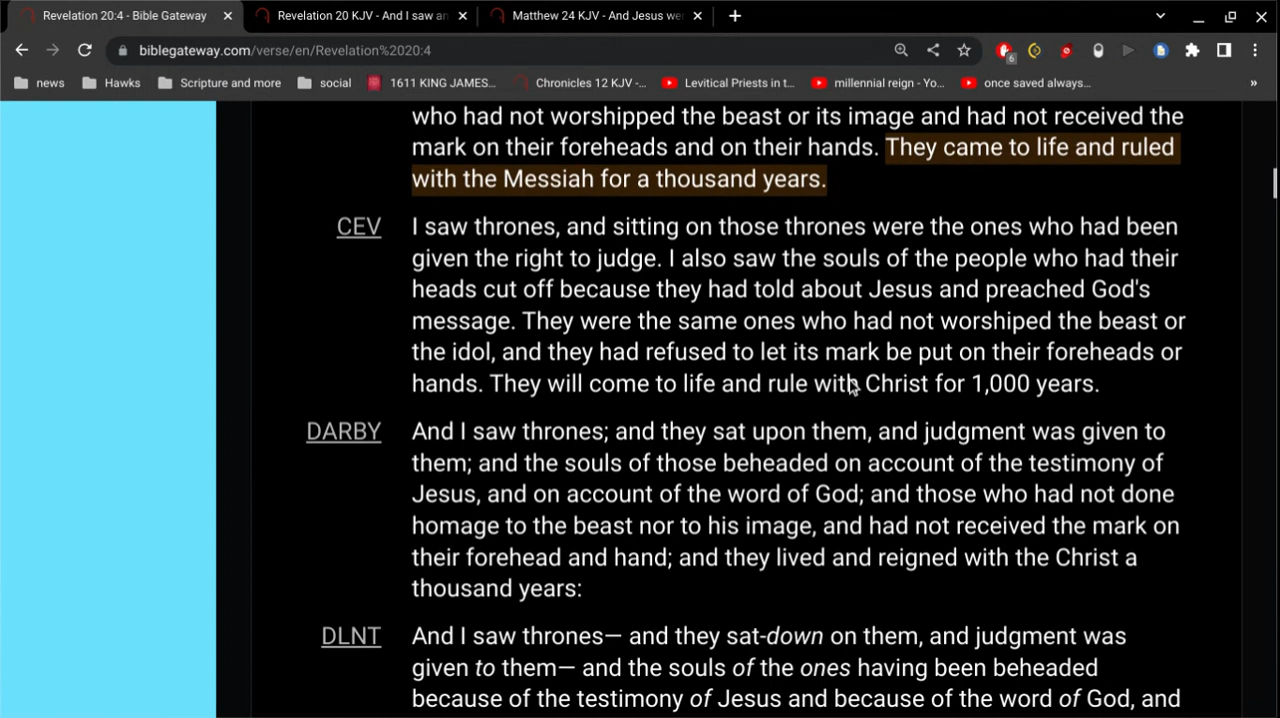 Revelation 20:4 - Bible Gateway
Revelation 20 KJV - And I saw an
Matthew 24 KJV - And Jesus wer
biblegateway.com/verse/en/Revelation%2020:4
6
news
Hawks
Scripture and more
social
1611 KING JAMES...
Chronicles 12 KJV -...
Levitical Priests in t...
millennial reign - Yo...
once saved always...
»
who had not worshipped the beast or its image and had not received the
mark on their foreheads and on their hands. They came to life and ruled
with the Messiah for a thousand years.
CEV
I saw thrones, and sitting on those thrones were the ones who had been
given the right to judge. I also saw the souls of the people who had their
heads cut off because they had told about Jesus and preached God's
message. They were the same ones who had not worshiped the beast or
the idol, and they had refused to let its mark be put on their foreheads or
hands. They will come to life and rule with Christ for 1,000 years.
DARBY
And I saw thrones; and they sat upon them, and judgment was given to
them; and the souls of those beheaded on account of the testimony of
Jesus, and on account of the word of God; and those who had not done
homage to the beast nor to his image, and had not received the mark on
their forehead and hand; and they lived and reigned with the Christ a
thousand years:
DLNT
And I saw thrones— and they sat-down on them, and judgment was
given to them— and the souls of the ones having been beheaded
because of the testimony of Jesus and because of the word of God, and